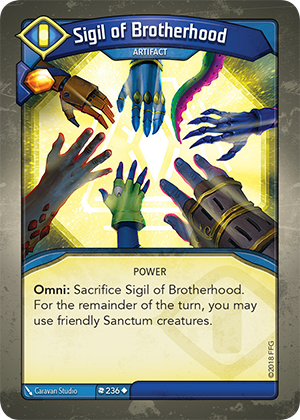 Sigil of Brotherhood
ARTIFACT
POWER
Omni: Sacrifice Sigil of Brotherhood.
For the remainder of the turn, you may
use friendly Sanctum creatures.
©2018 FFG
Caravan Studio
236